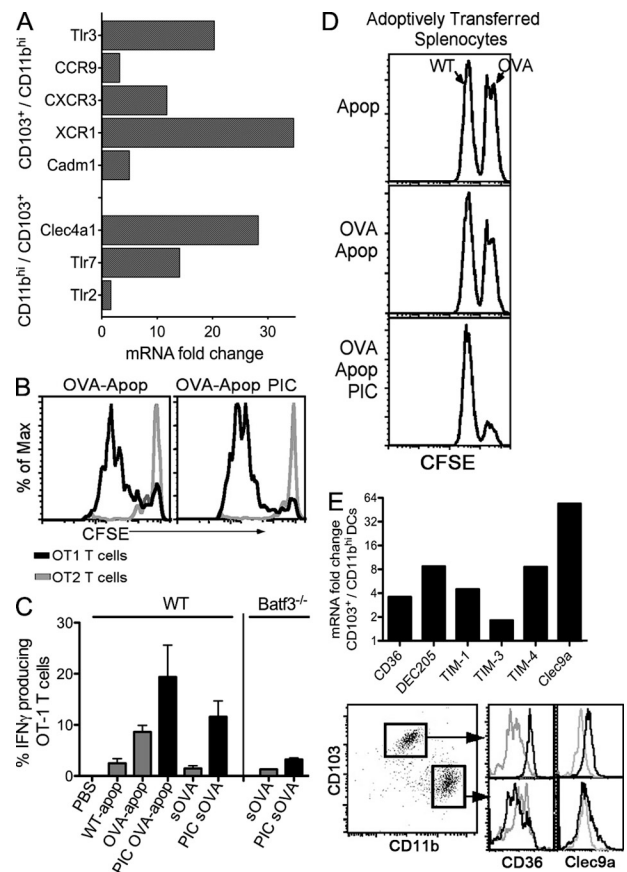 A
CD103⁺ / CD11bʰⁱ
Tlr3
CCR9
CXCR3
XCR1
Cadm1
CD11bʰⁱ / CD103⁺
Clec4a1
Tlr7
Tlr2
0 10 20 30
mRNA fold change
B
OVA-Apop OVA-Apop PIC
% of Max
CFSE
OT1 T cells
OT2 T cells
C
WT Batf3⁻/⁻
% IFNγ producing
OT-1 T cells
30
20
10
0
PBS
WT-apop
OVA-apop
PIC OVA-apop
sOVA
PIC sOVA
sOVA
PIC sOVA
D
Adoptively Transferred
Splenocytes
WT OVA
Apop
OVA
Apop
OVA
Apop
PIC
CFSE
E
mRNA fold change
CD103⁺ / CD11bʰⁱ DCs
64
32
16
8
4
2
1
CD36
DEC205
TIM-1
TIM-3
TIM-4
Clec9a
CD103
CD11b
CD36 Clec9a